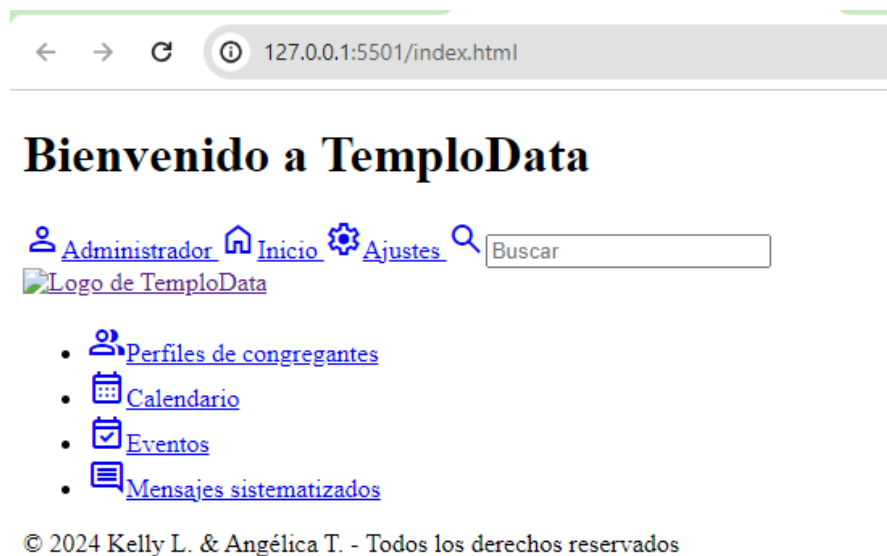 127.0.0.1:5501/index.html
Bienvenido a TemploData
Administrador Inicio Ajustes Buscar
Logo de TemploData
Perfiles de congregantes
Calendario
Eventos
Mensajes sistematizados
© 2024 Kelly L. & Angélica T. - Todos los derechos reservados